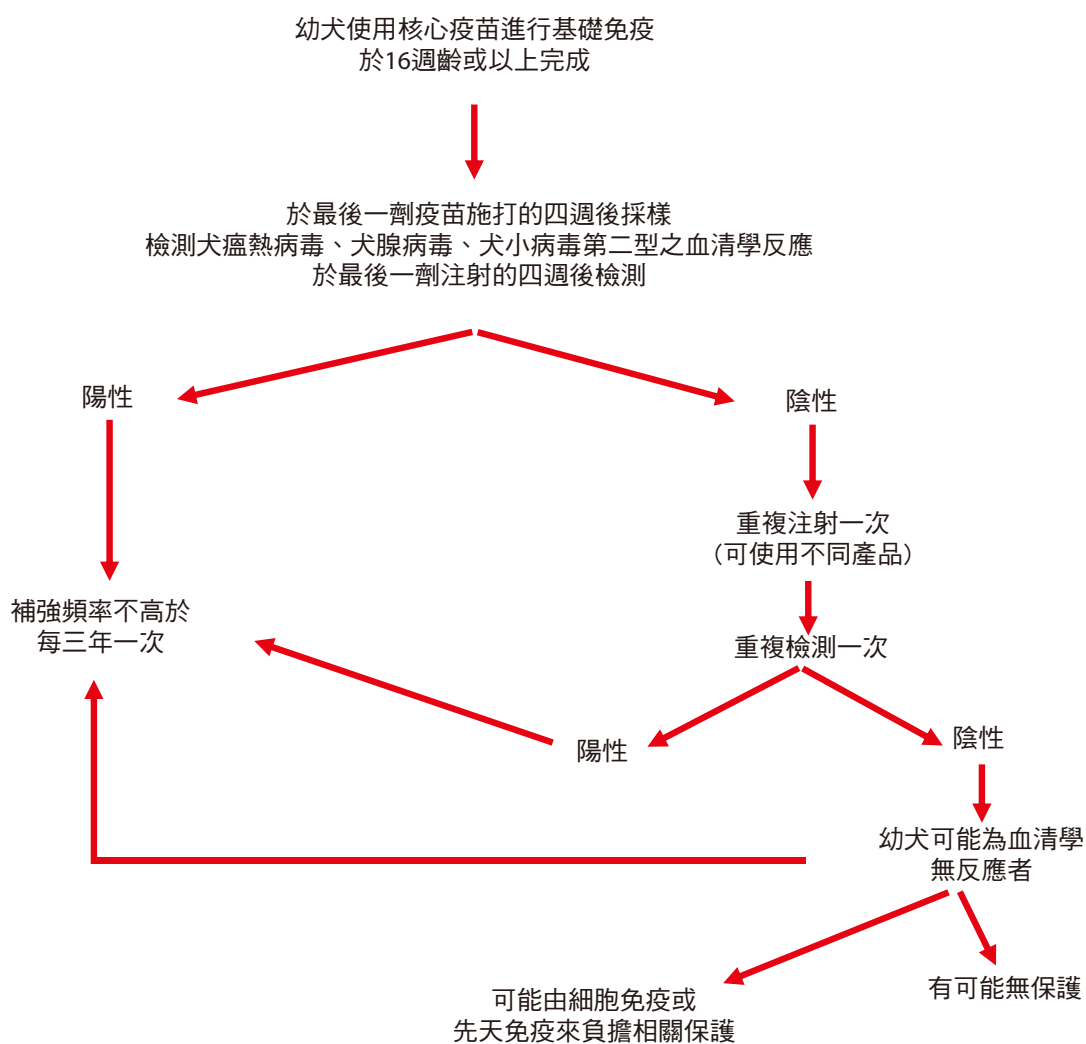 幼犬使用核心疫苗進行基礎免疫
於16週齡或以上完成
於最後一劑疫苗施打的四週後採樣
檢測犬瘟熱病毒、犬腺病毒、犬小病毒第二型之血清學反應
於最後一劑注射的四週後檢測
陽性
陰性
重複注射一次
（可使用不同產品）
補強頻率不高於
每三年一次
重複檢測一次
陽性
陰性
幼犬可能為血清學
無反應者
可能由細胞免疫或
先天免疫來負擔相關保護
有可能無保護